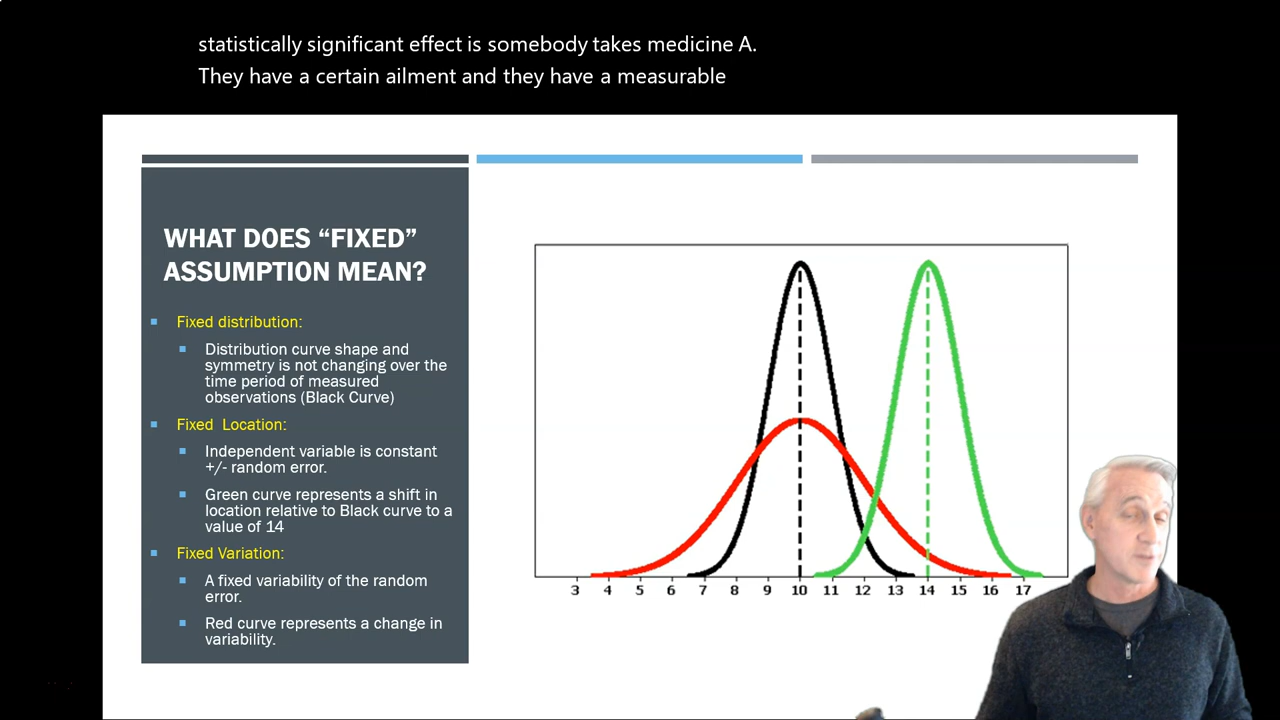 statistically significant effect is somebody takes medicine A.
They have a certain ailment and they have a measurable
WHAT DOES “FIXED”
ASSUMPTION MEAN?
Fixed distribution:
Distribution curve shape and
symmetry is not changing over the
time period of measured
observations (Black Curve)
Fixed  Location:
Independent variable is constant
+/- random error.
Green curve represents a shift in
location relative to Black curve to a
value of 14
Fixed Variation:
A fixed variability of the random
error.
Red curve represents a change in
variability.
3 4 5 6 7 8 9 10 11 12 13 14 15 16 17